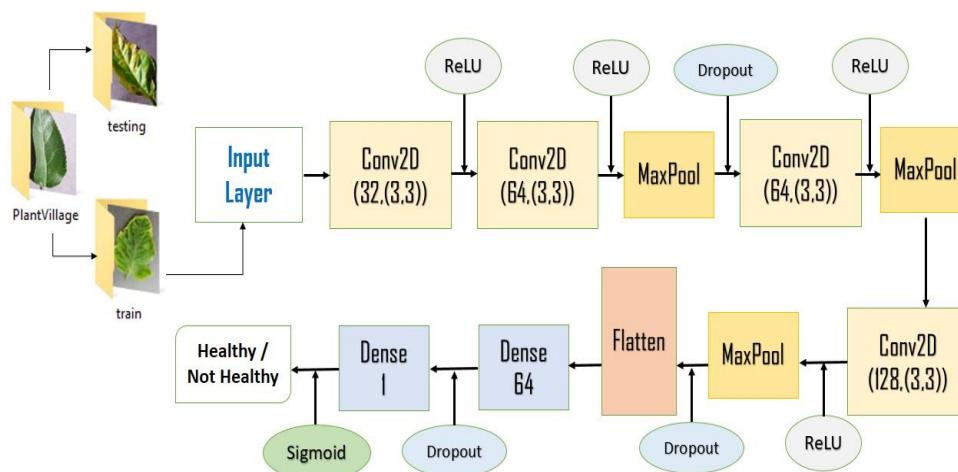 testing
PlantVillage
train
Input
Layer
Conv2D
(32,(3,3))
ReLU
Conv2D
(64,(3,3))
ReLU
MaxPool
Dropout
Conv2D
(64,(3,3))
ReLU
MaxPool
Conv2D
(128,(3,3))
ReLU
MaxPool
Dropout
Flatten
Dense
64
Dropout
Dense
1
Sigmoid
Healthy /
Not Healthy